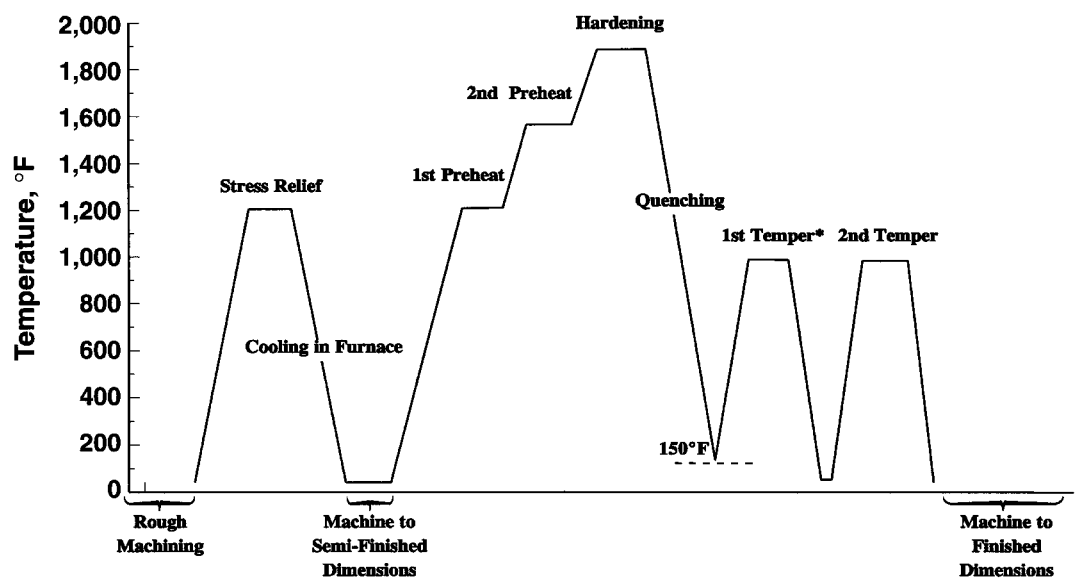 Temperature, °F
2,000
1,800
1,600
1,400
1,200
1,000
800
600
400
200
0
Hardening
2nd Preheat
1st Preheat
Stress Relief
Quenching
1st Temper*
2nd Temper
Cooling in Furnace
150°F
Rough
Machining
Machine to
Semi-Finished
Dimensions
Machine to
Finished
Dimensions